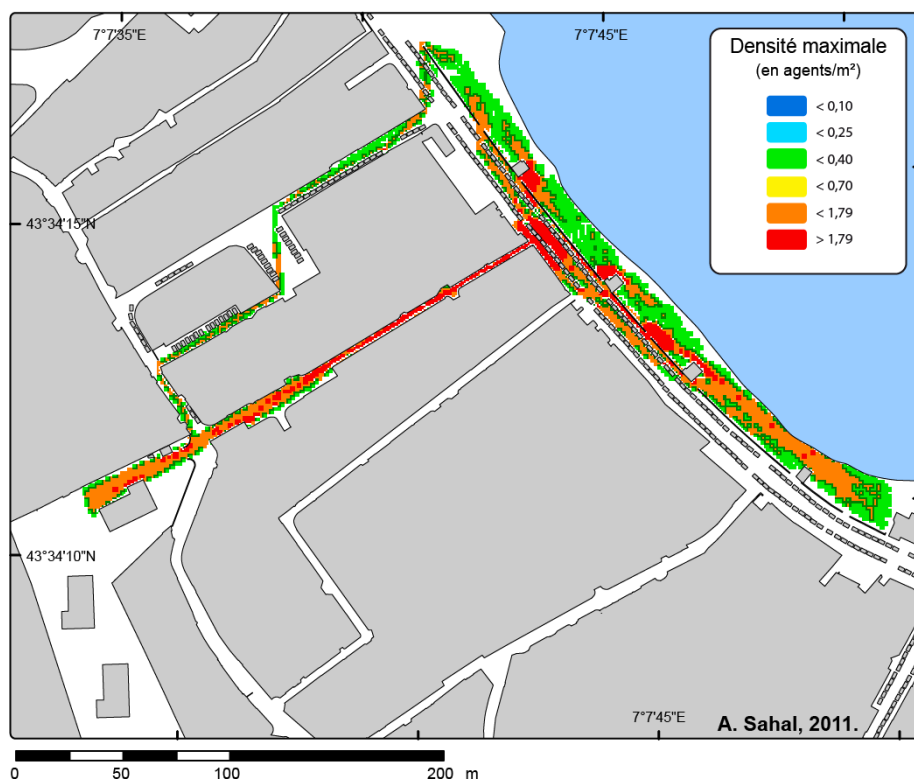 7°7'35"E
7°7'45"E
Densité maximale
(en agents/m²)
< 0,10
< 0,25
< 0,40
< 0,70
< 1,79
> 1,79
43°34'15"N
43°34'10"N
7°7'45"E
A. Sahal, 2011.
0 50 100 200 m